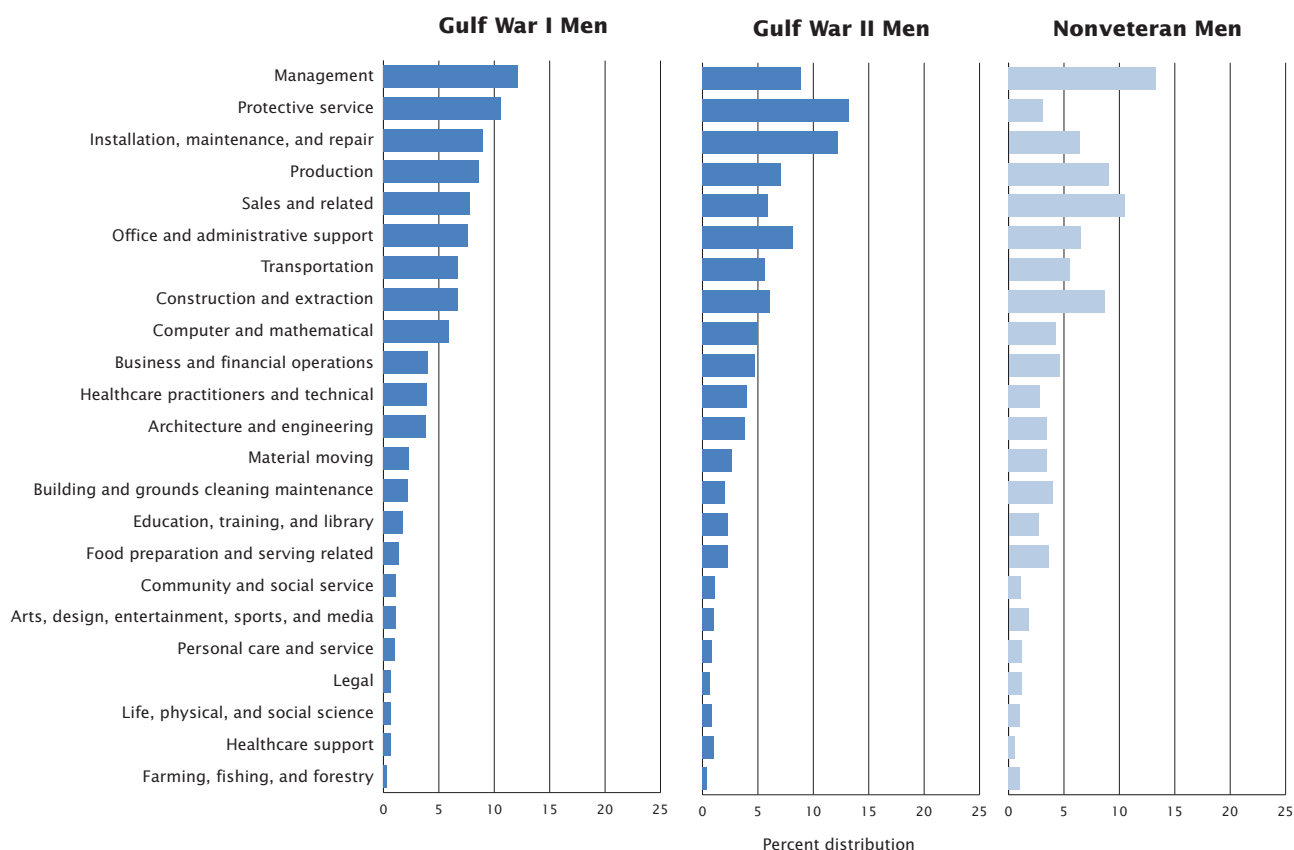 Gulf War I Men
Gulf War II Men
Nonveteran Men
Management
Protective service
Installation, maintenance, and repair
Production
Sales and related
Office and administrative support
Transportation
Construction and extraction
Computer and mathematical
Business and financial operations
Healthcare practitioners and technical
Architecture and engineering
Material moving
Building and grounds cleaning maintenance
Education, training, and library
Food preparation and serving related
Community and social service
Arts, design, entertainment, sports, and media
Personal care and service
Legal
Life, physical, and social science
Healthcare support
Farming, fishing, and forestry
0 5 10 15 20 25
0 5 10 15 20 25
0 5 10 15 20 25
Percent distribution